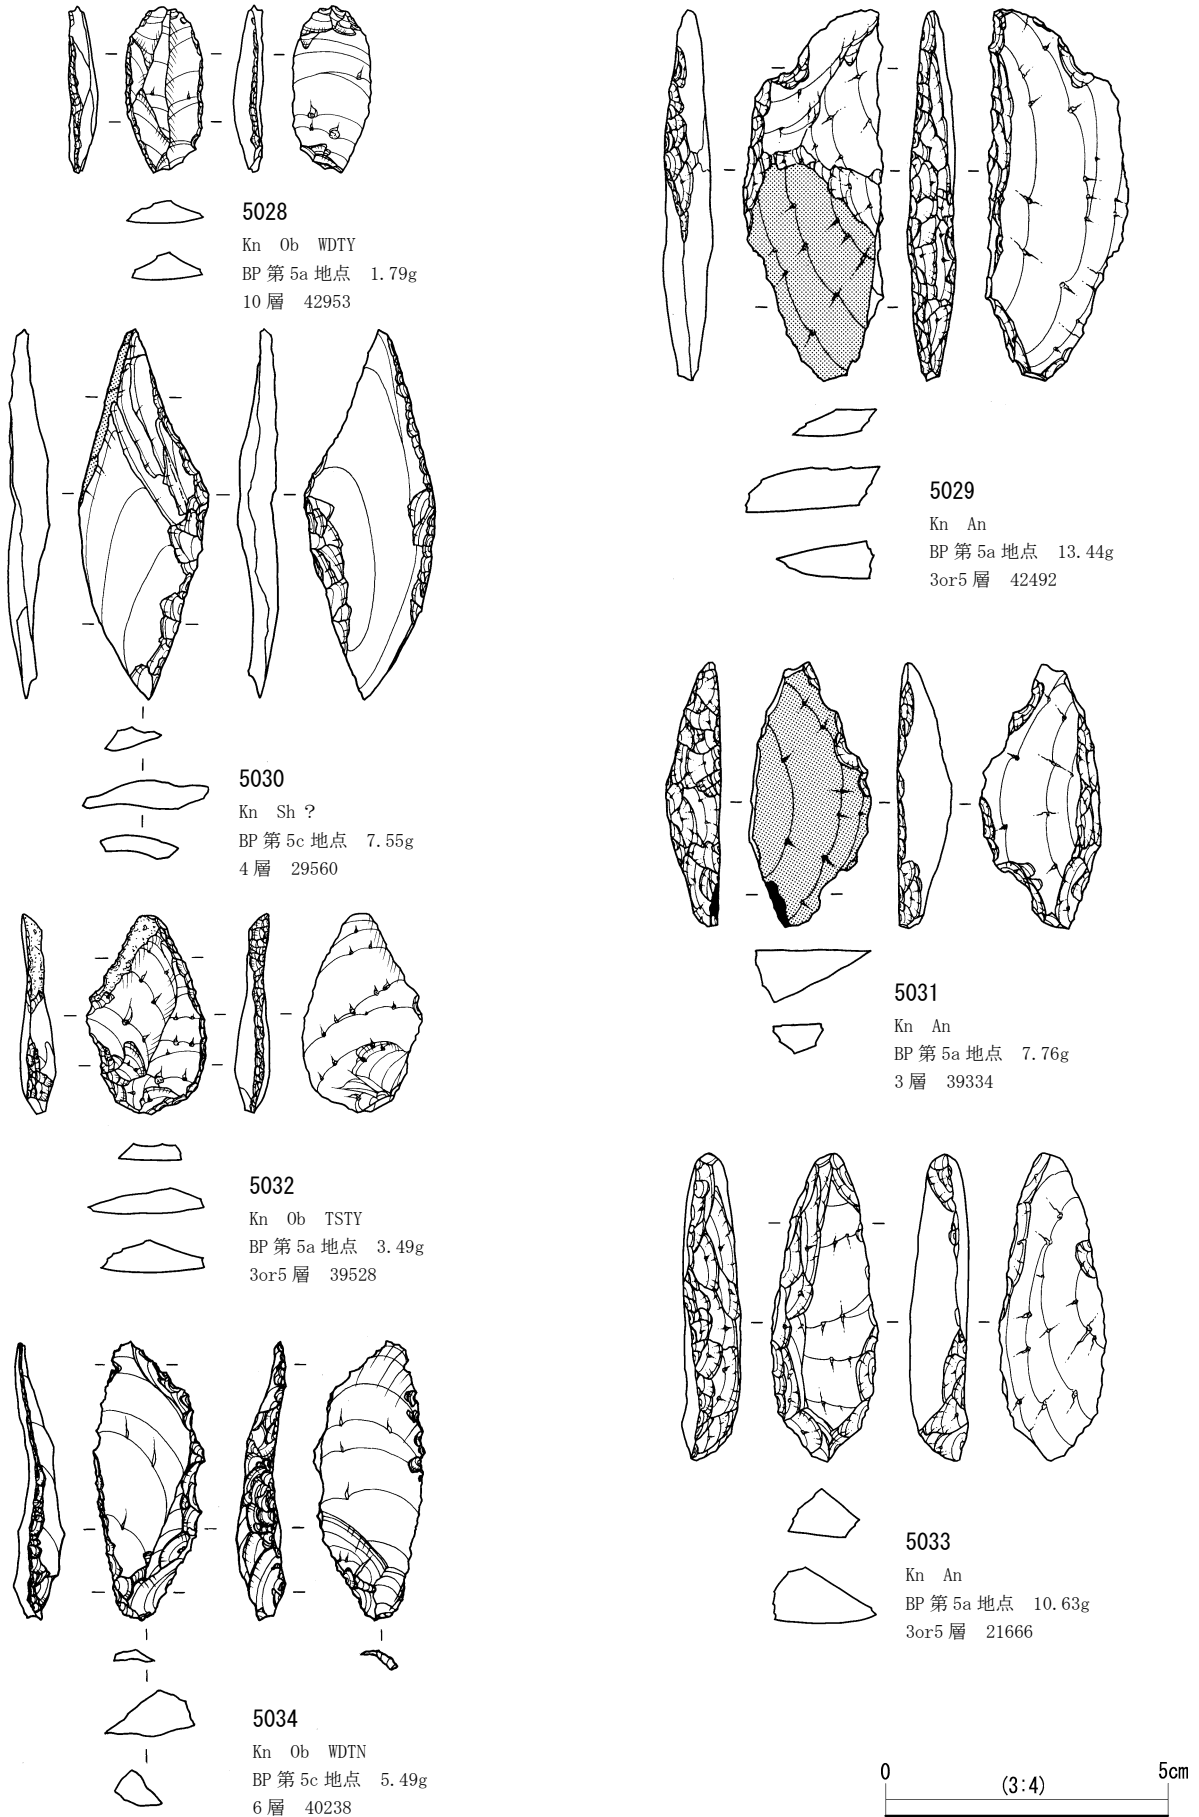 5028
Kn Ob WDTY
BP 第 5a 地点 1.79g
10 層 42953
5029
Kn An
BP 第 5a 地点 13.44g
3or5 層 42492
5030
Kn Sh ?
BP 第 5c 地点 7.55g
4 層 29560
5031
Kn An
BP 第 5a 地点 7.76g
3 層 39334
5032
Kn Ob TSTY
BP 第 5a 地点 3.49g
3or5 層 39528
5033
Kn An
BP 第 5a 地点 10.63g
3or5 層 21666
5034
Kn Ob WDTN
BP 第 5c 地点 5.49g
6 層 40238
0 5cm
(3:4)